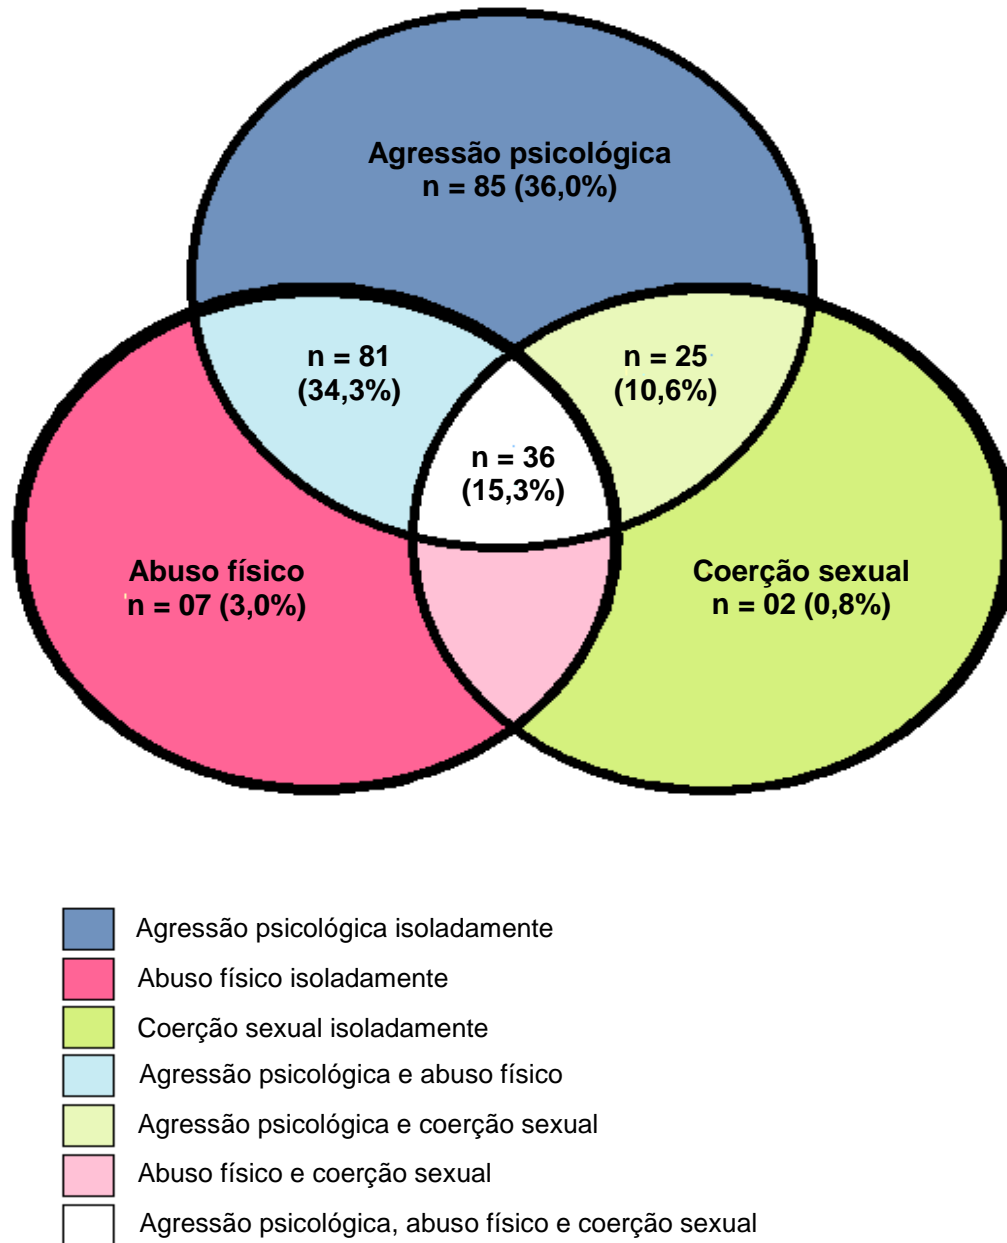 Agressão psicológica
n = 85 (36,0%)
n = 81
(34,3%)
n = 25
(10,6%)
n = 36
(15,3%)
Abuso físico
n = 07 (3,0%)
Coerção sexual
n = 02 (0,8%)
Agressão psicológica isoladamente
Abuso físico isoladamente
Coerção sexual isoladamente
Agressão psicológica e abuso físico
Agressão psicológica e coerção sexual
Abuso físico e coerção sexual
Agressão psicológica, abuso físico e coerção sexual